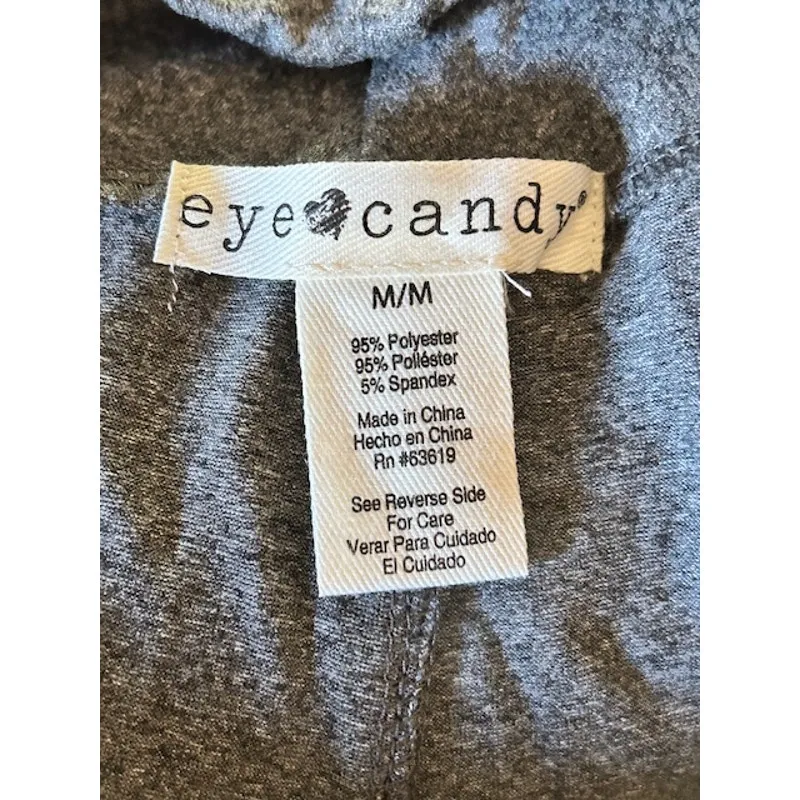 eye candy®
M/M
95% Polyester
95% Poliéster
5% Spandex
Made in China
Hecho en China
Rn #63619
See Reverse Side
For Care
Verar Para Cuidado
El Cuidado